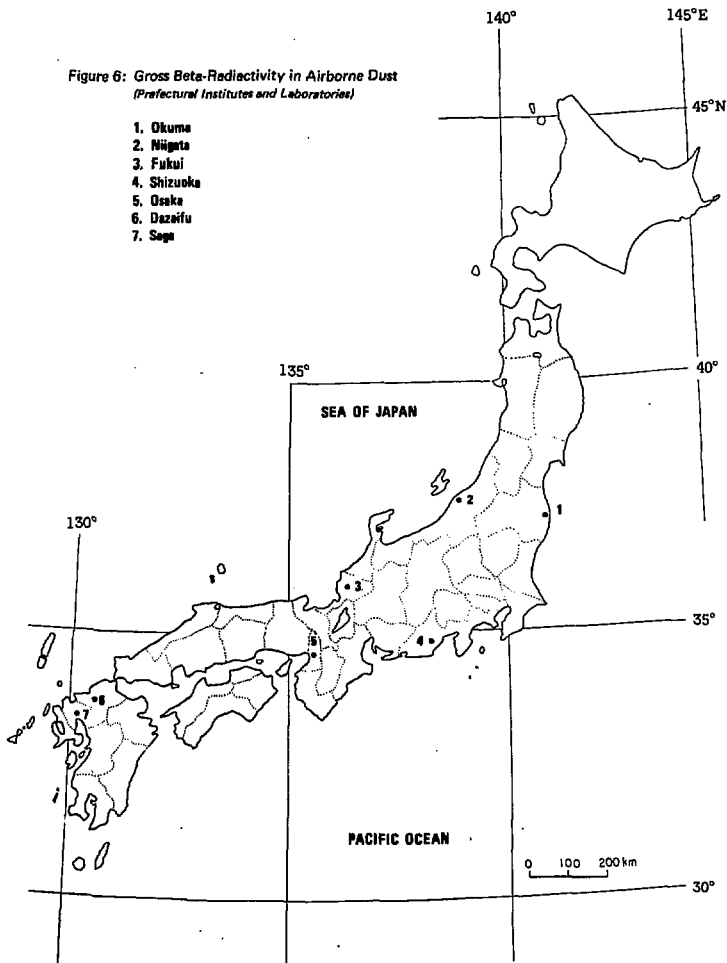 140°
145°E
Figure 6: Gross Beta-Radiectivity in Airborne Dust
(Prefectural Institutes and Laboratories)
45°N
1. Okuma
2. Niigata
3. Fukui
4. Shizuoka
5. Osaka
6. Dazaifu
7. Saga
135°
40°
SEA OF JAPAN
2
1
130°
3
35°
5
4
6
7
PACIFIC OCEAN
0 100 200 km
30°